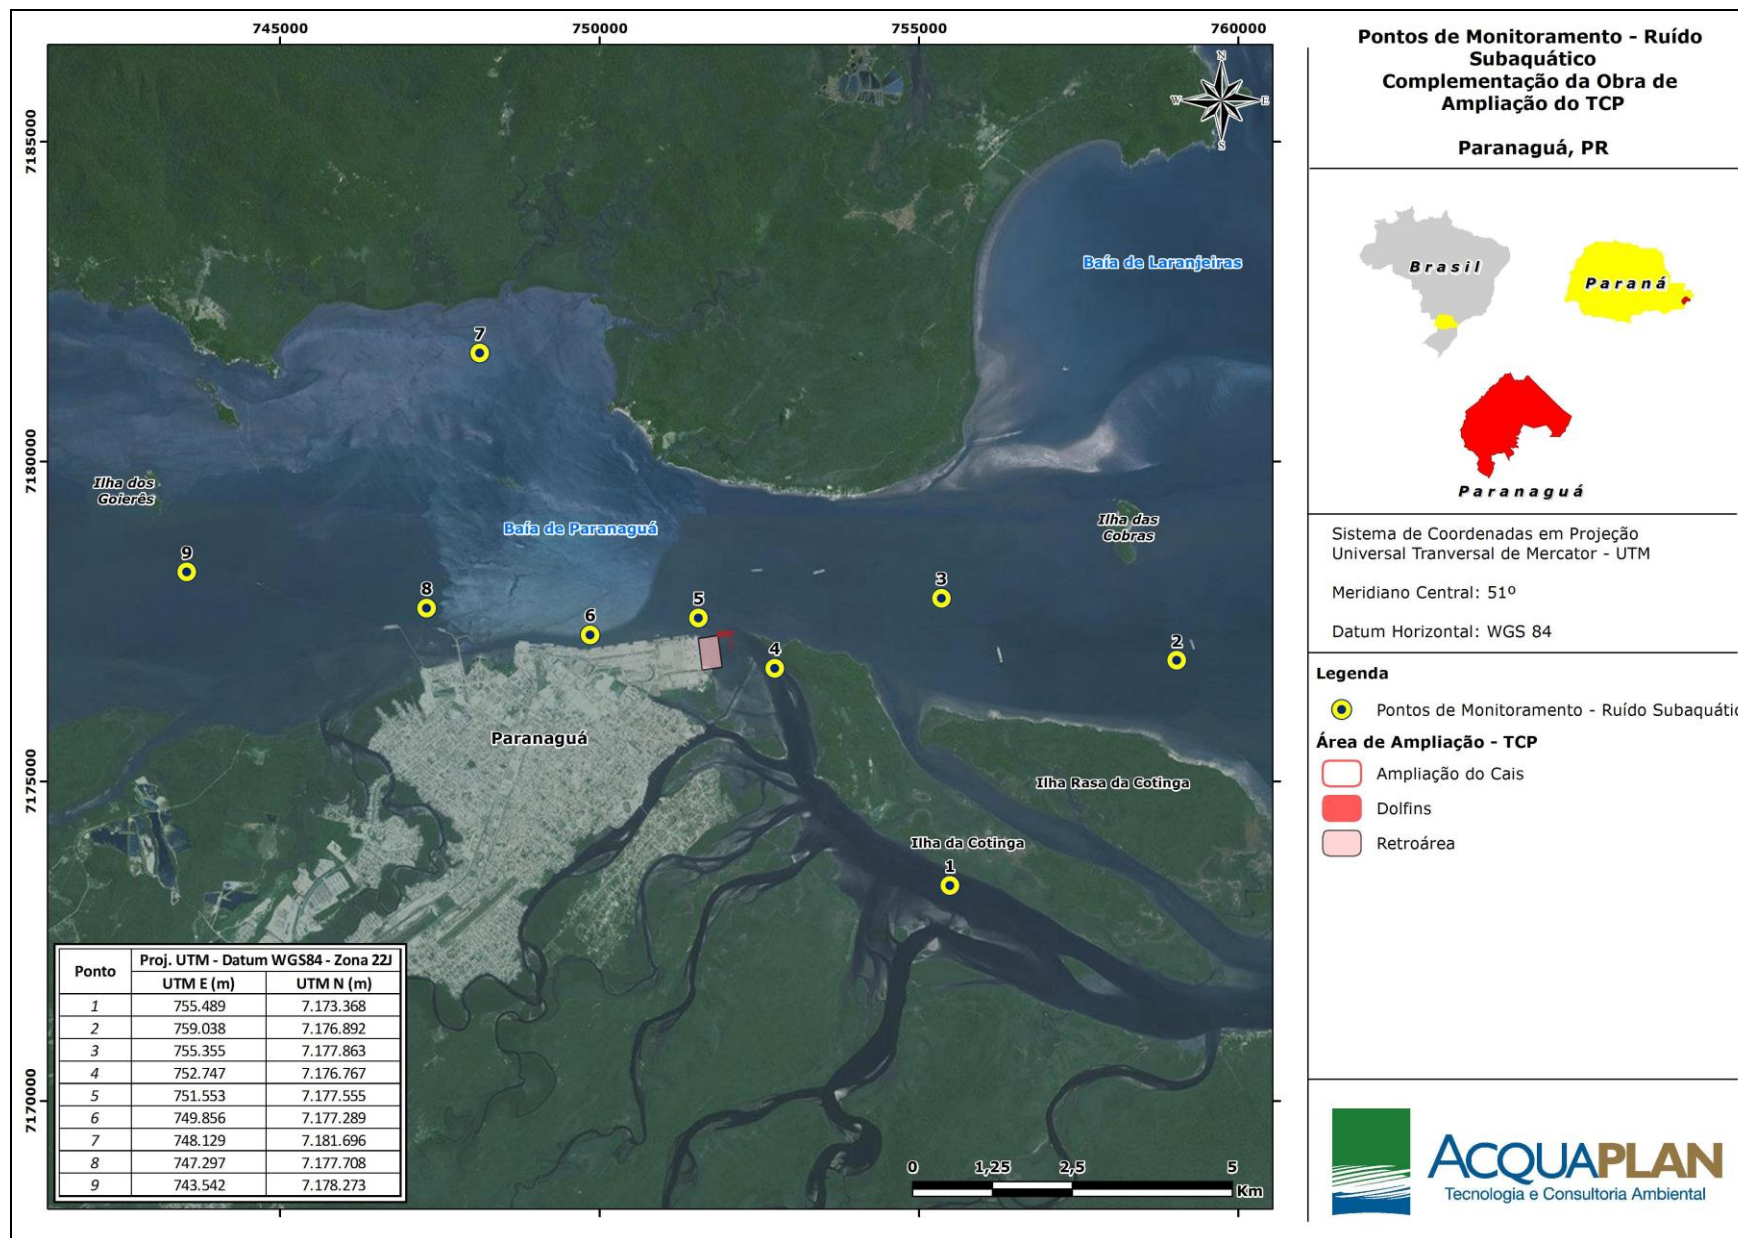 745000
750000
755000
760000
7185000
7180000
7175000
7170000
N
W
E
S
Baía de Laranjeiras
7
Ilha dos
Goierês
Baía de Paranaguá
Ilha das
Cobras
9
8
6
5
3
4
2
Paranaguá
Ilha Rasa da Cotinga
Ilha da Cotinga
1
Ponto
Proj. UTM - Datum WGS84 - Zona 22J
UTM E (m) UTM N (m)
1 755.489 7.173.368
2 759.038 7.176.892
3 755.355 7.177.863
4 752.747 7.176.767
5 751.553 7.177.555
6 749.856 7.177.289
7 748.129 7.181.696
8 747.297 7.177.708
9 743.542 7.178.273
0 1,25 2,5 5
Km
Pontos de Monitoramento - Ruído
Subaquático
Complementação da Obra de
Ampliação do TCP
Paranaguá, PR
Brasil
Paraná
Paranaguá
Sistema de Coordenadas em Projeção
Universal Tranversal de Mercator - UTM
Meridiano Central: 51º
Datum Horizontal: WGS 84
Legenda
Pontos de Monitoramento - Ruído Subaquátic
Área de Ampliação - TCP
Ampliação do Cais
Dolfins
Retroárea
ACQUAPLAN
Tecnologia e Consultoria Ambiental